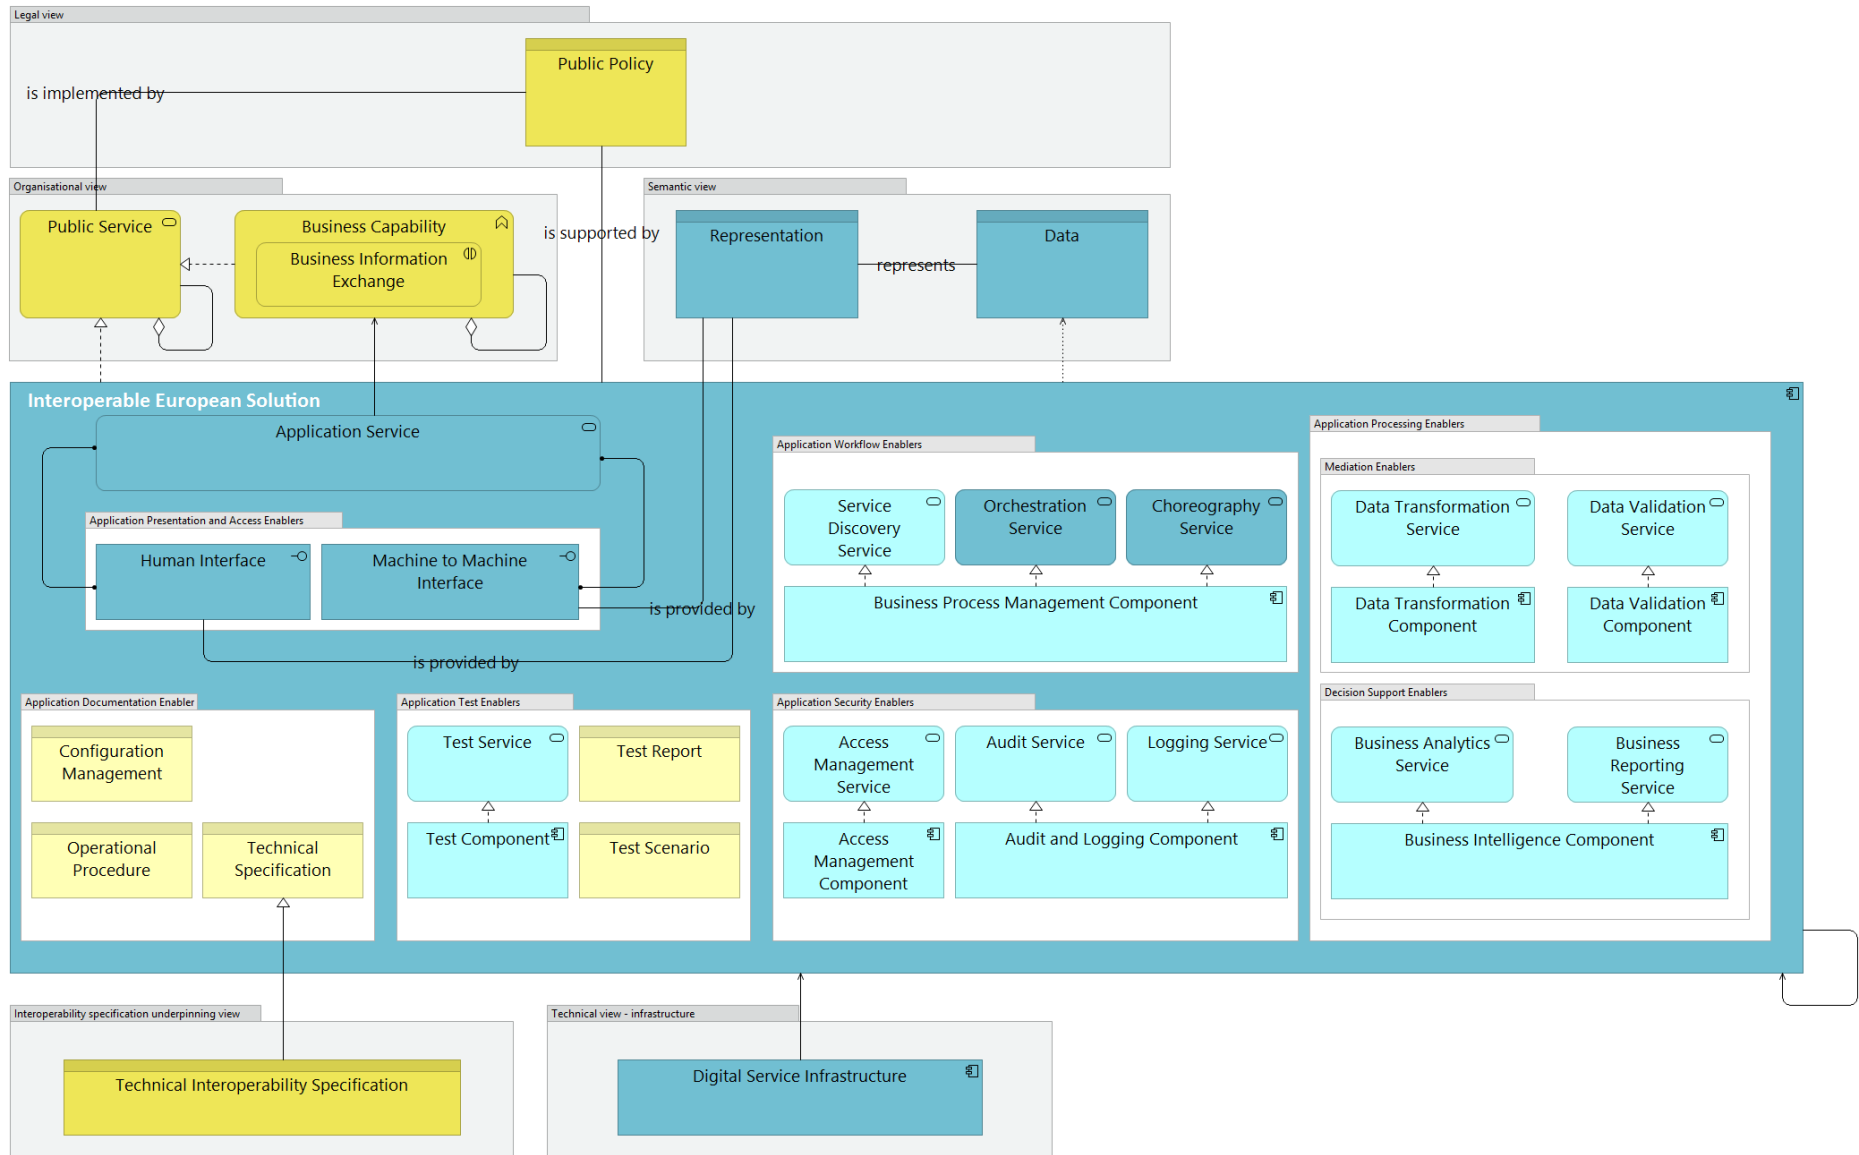 Legal view
Public Policy
is implemented by
Organisational view
Public Service
Business Capability
Business Information
Exchange
is supported by
Semantic view
Representation
represents
Data
Interoperable European Solution
Application Service
Application Presentation and Access Enablers
Human Interface
Machine to Machine
Interface
is provided by
is provided by
Application Workflow Enablers
Service
Discovery
Service
Orchestration
Service
Choreography
Service
Business Process Management Component
Application Processing Enablers
Mediation Enablers
Data Transformation
Service
Data Validation
Service
Data Transformation
Component
Data Validation
Component
Application Documentation Enabler
Configuration
Management
Operational
Procedure
Technical
Specification
Application Test Enablers
Test Service
Test Report
Test Component
Test Scenario
Application Security Enablers
Access
Management
Service
Audit Service
Logging Service
Access
Management
Component
Audit and Logging Component
Decision Support Enablers
Business Analytics
Service
Business
Reporting
Service
Business Intelligence Component
Interoperability specification underpinning view
Technical Interoperability Specification
Technical view - infrastructure
Digital Service Infrastructure